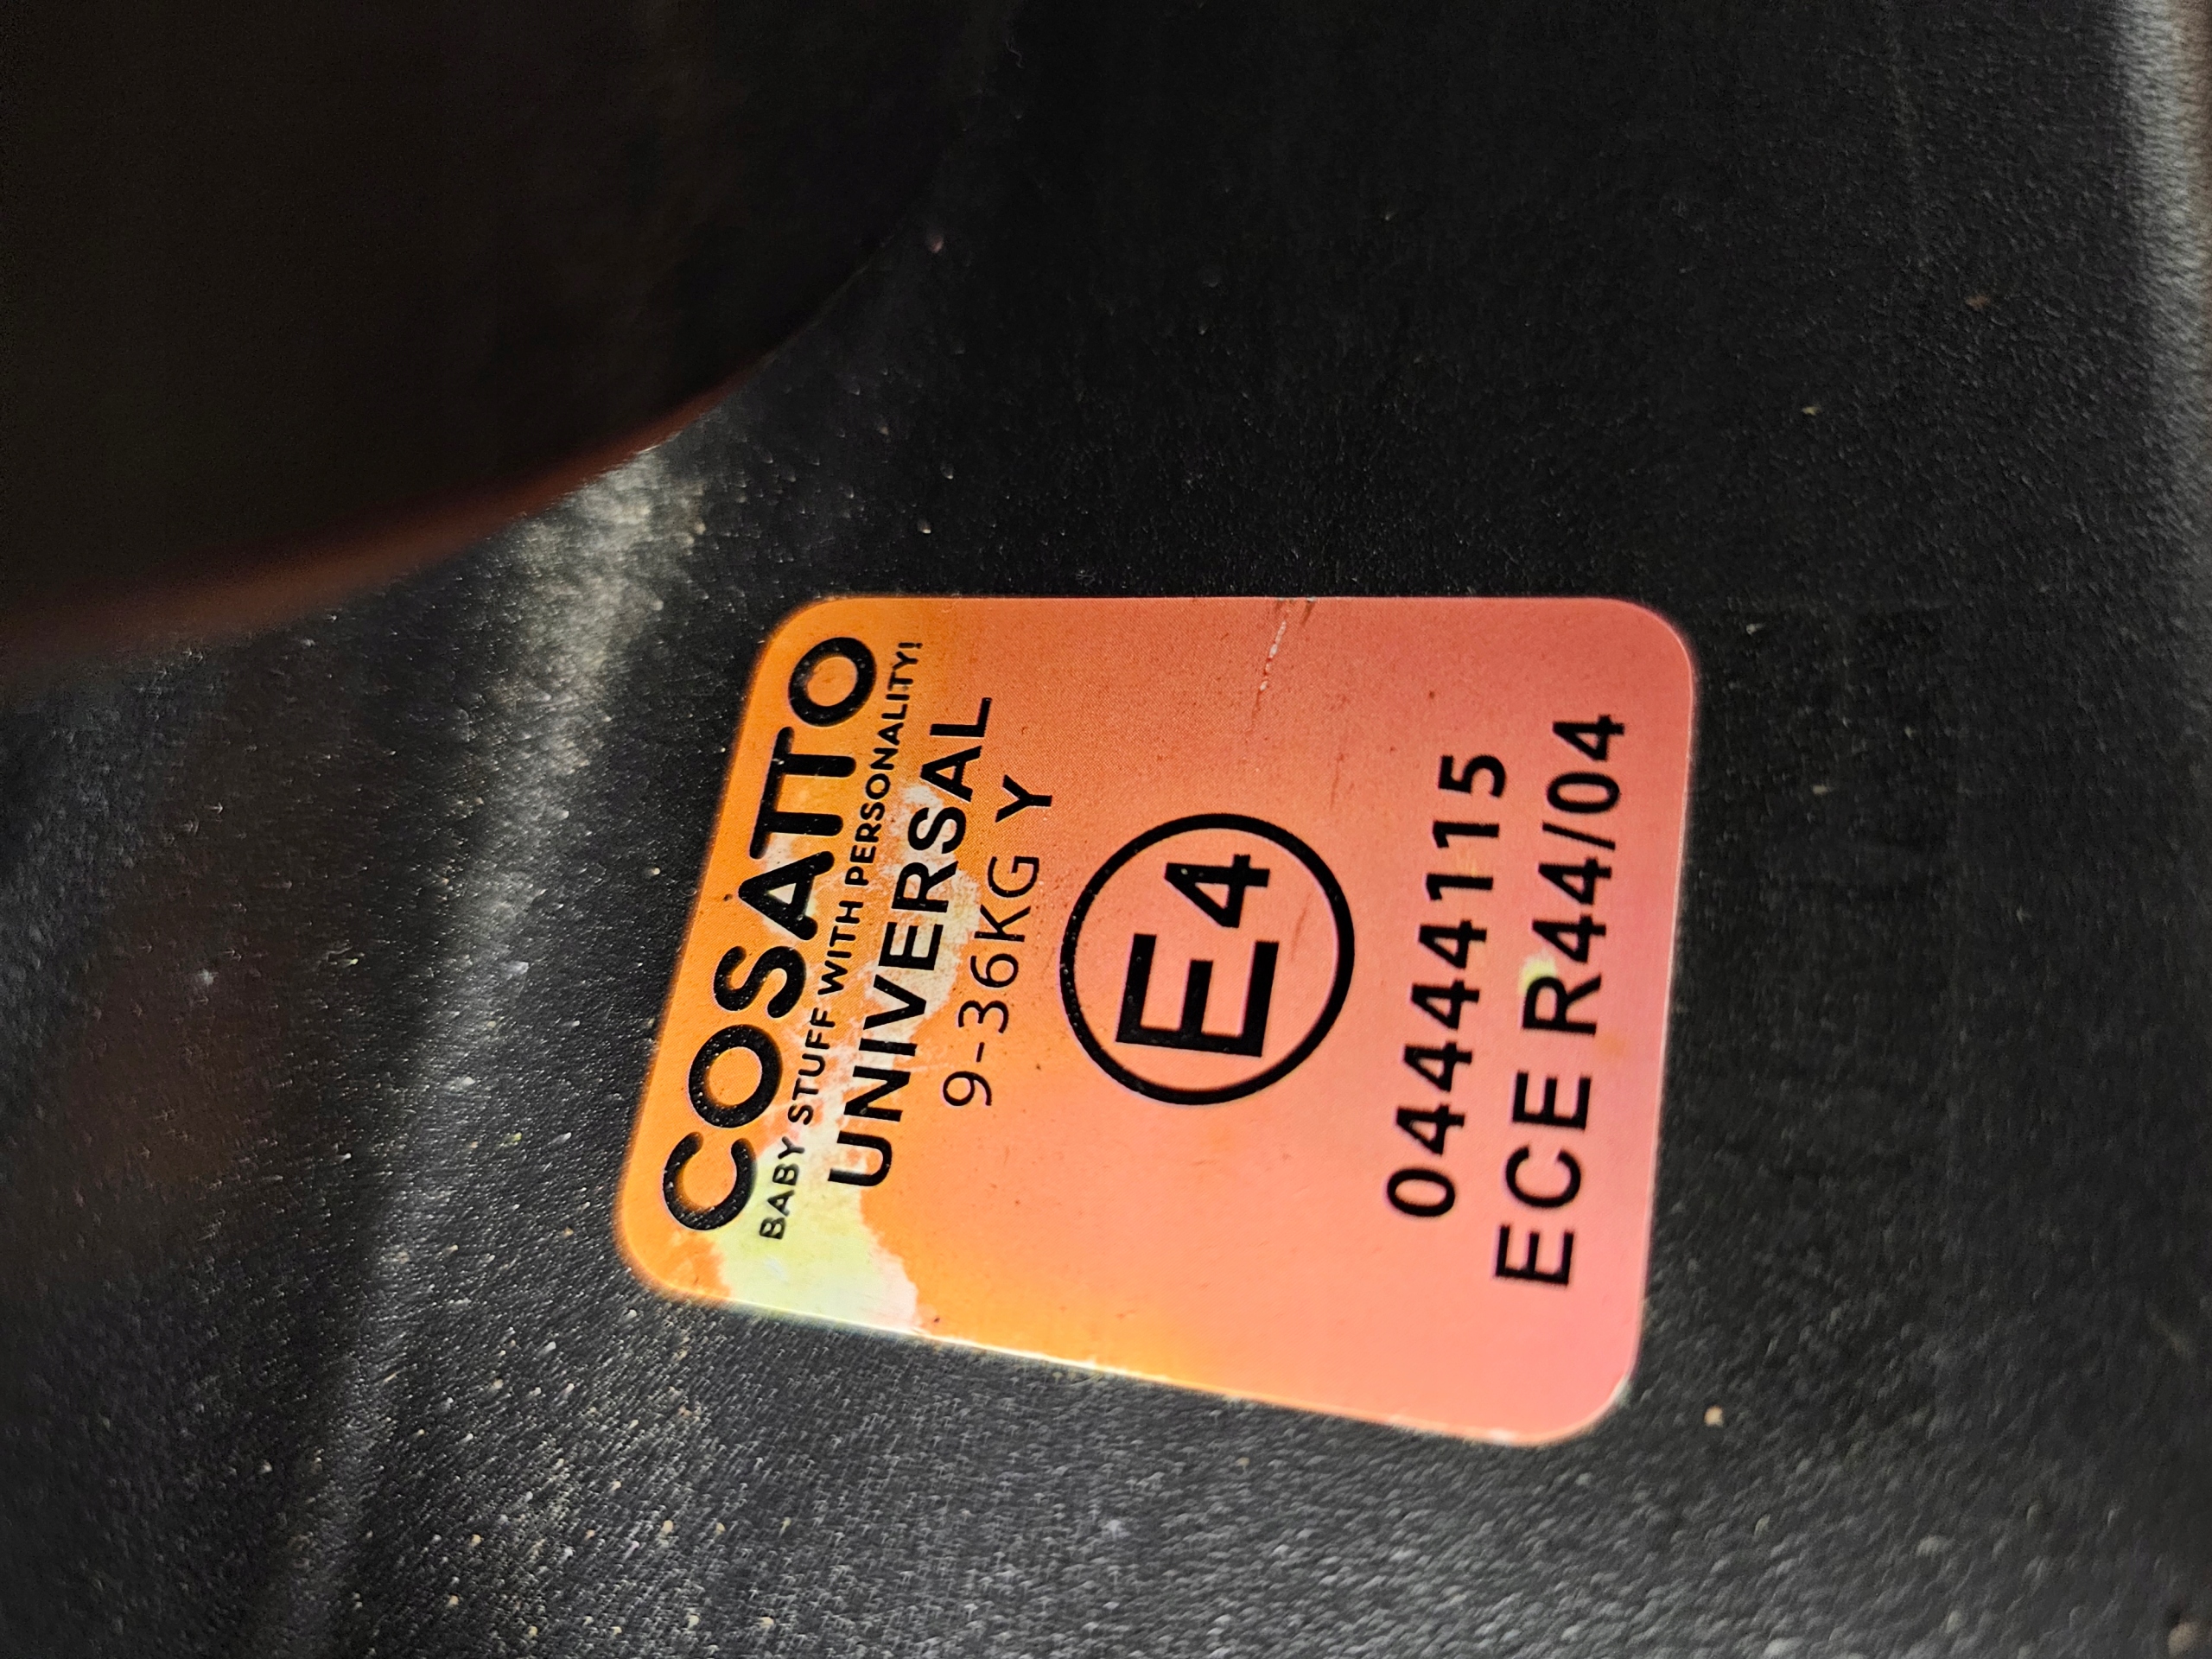 COSATTO
BABY STUFF WITH PERSONALITY!
UNIVERSAL
9-36KG Y
E4
04444115
ECE R44/04